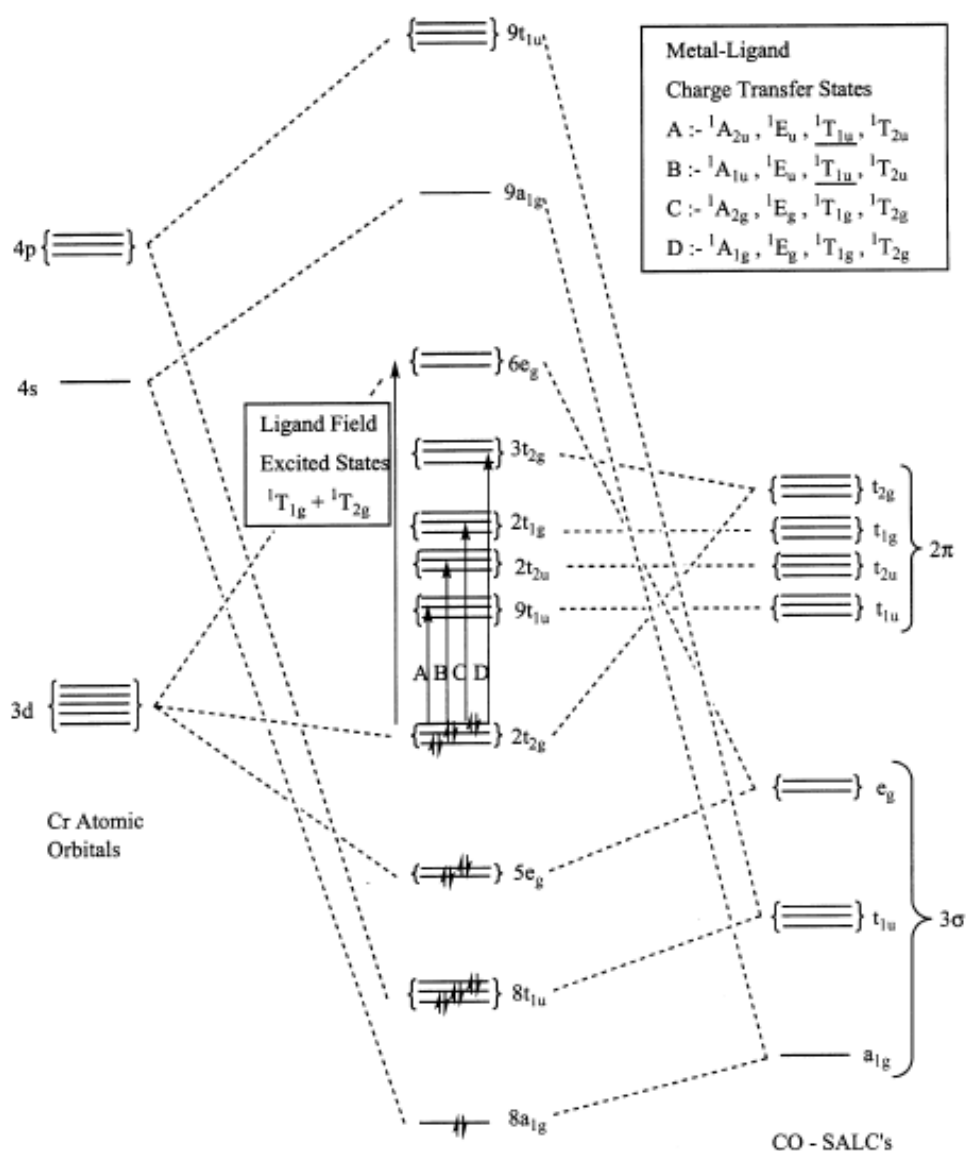 9t₁ᵤ
Metal-Ligand
Charge Transfer States
A :- ¹A₂ᵤ , ¹Eᵤ , ¹T₁ᵤ, ¹T₂ᵤ
B :- ¹A₁ᵤ , ¹Eᵤ , ¹T₁ᵤ, ¹T₂ᵤ
C :- ¹A₂g , ¹Eg , ¹T₁g , ¹T₂g
D :- ¹A₁g , ¹Eg , ¹T₁g , ¹T₂g
9a₁g
4p
4s
6eg
Ligand Field
Excited States
¹T₁g + ¹T₂g
3t₂g
2t₁g
2t₂ᵤ
9t₁ᵤ
t₂g
t₁g
t₂ᵤ
t₁ᵤ
2π
A B C D
3d
2t₂g
Cr Atomic
Orbitals
5eg
8t₁ᵤ
8a₁g
eg
t₁ᵤ
a₁g
3σ
CO - SALC's